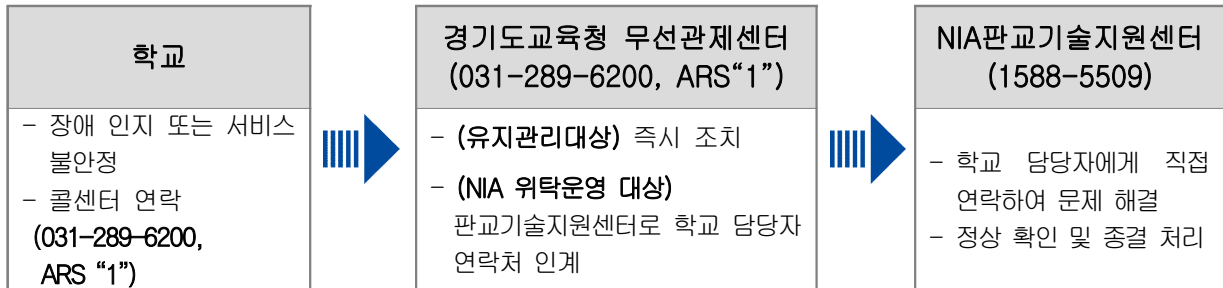 학교
- 장애 인지 또는 서비스
불안정
- 콜센터 연락
(031-289-6200,
ARS “1”)
경기도교육청 무선관제센터
(031-289-6200, ARS“1”)
- (유지관리대상) 즉시 조치
- (NIA 위탁운영 대상)
판교기술지원센터로 학교 담당자
연락처 인계
NIA판교기술지원센터
(1588-5509)
- 학교 담당자에게 직접
연락하여 문제 해결
- 정상 확인 및 종결 처리